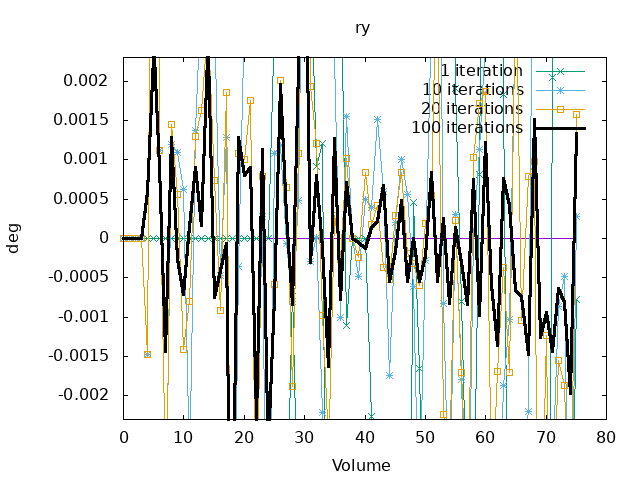 ry
1 iteration
10 iterations
20 iterations
100 iterations
0.002
0.0015
0.001
0.0005
0
-0.0005
-0.001
-0.0015
-0.002
deg
0 10 20 30 40 50 60 70 80
Volume